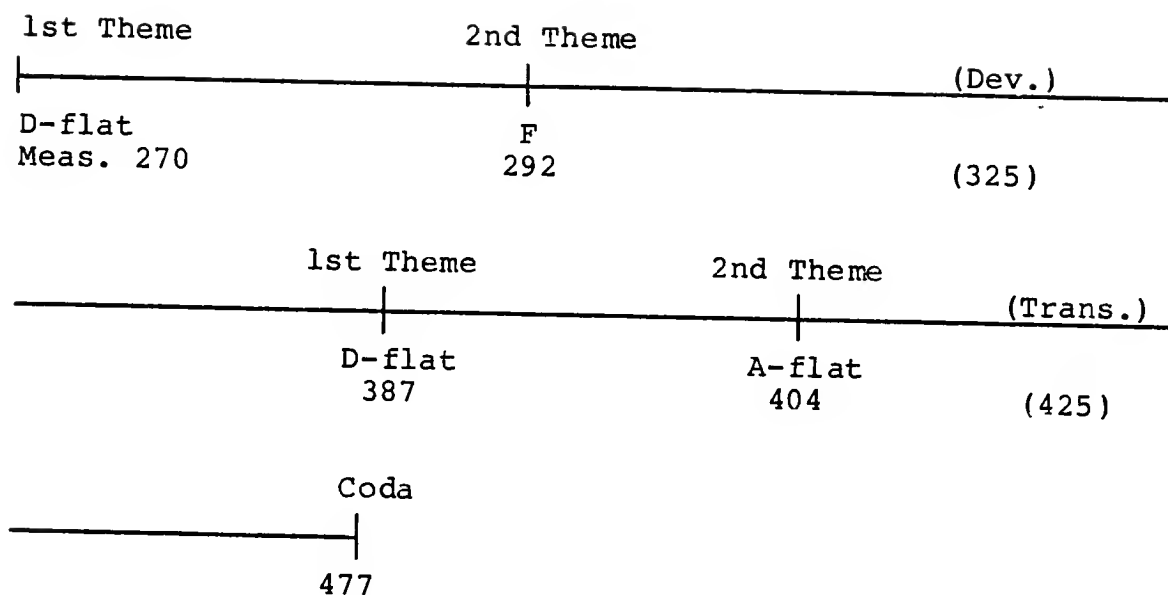 1st Theme
2nd Theme
(Dev.)
D-flat
Meas. 270
F
292
(325)
1st Theme
2nd Theme
(Trans.)
D-flat
387
A-flat
404
(425)
Coda
477